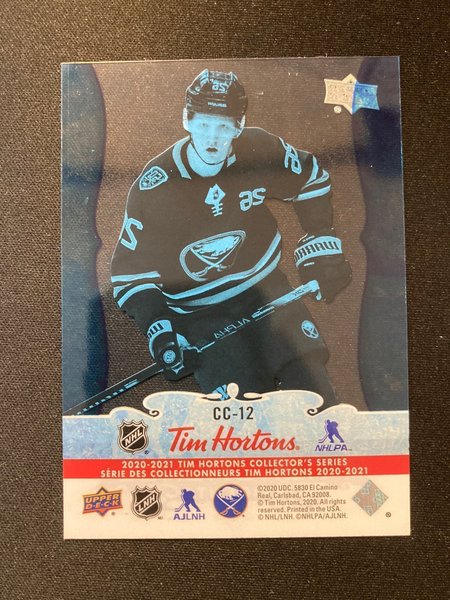 CC-12
NHL
Tim Hortons®
NHLPA®
2020-2021 TIM HORTONS COLLECTOR'S SERIES
SÉRIE DES COLLECTIONNEURS TIM HORTONS 2020-2021
UPPER DECK
LNH
AJLNH
©2020 UDC. 5830 El Camino
Real, Carlsbad, CA 92008.
© Tim Hortons, 2020. All rights
reserved. Printed in the USA.
© NHL/LNH. ©NHLPA/AJLNH.
®